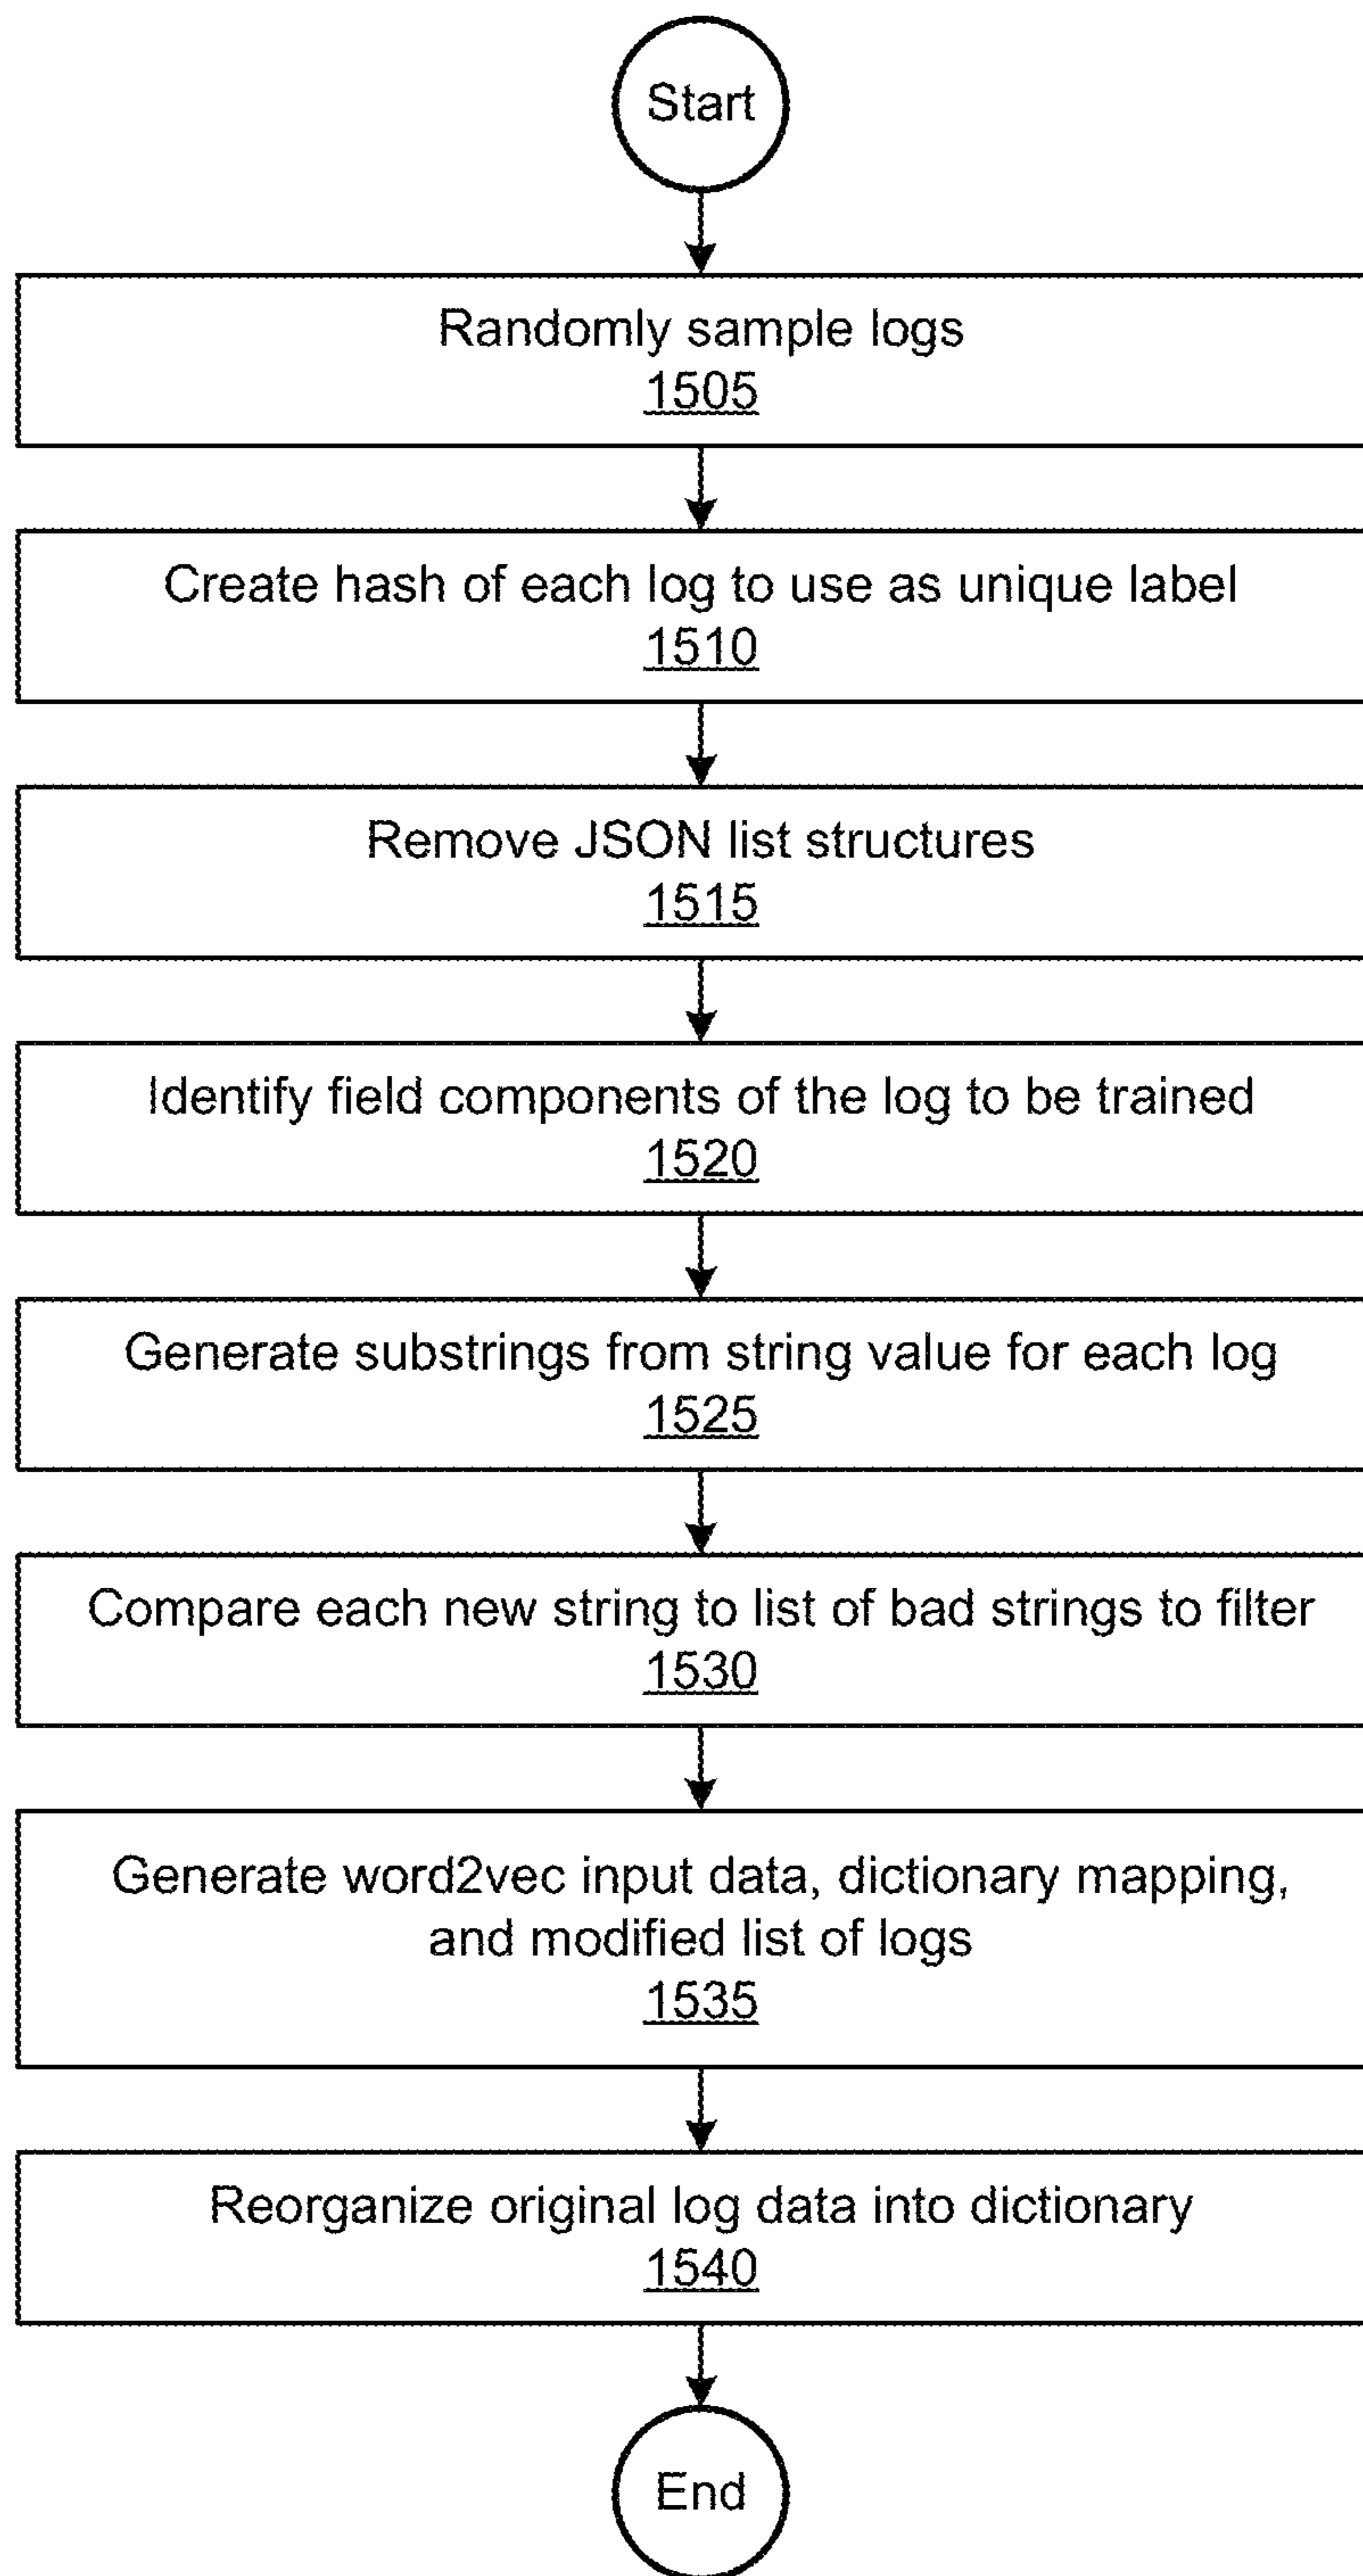 Start
Randomly sample logs
1505
Create hash of each log to use as unique label
1510
Remove JSON list structures
1515
Identify field components of the log to be trained
1520
Generate substrings from string value for each log
1525
Compare each new string to list of bad strings to filter
1530
Generate word2vec input data, dictionary mapping,
and modified list of logs
1535
Reorganize original log data into dictionary
1540
End